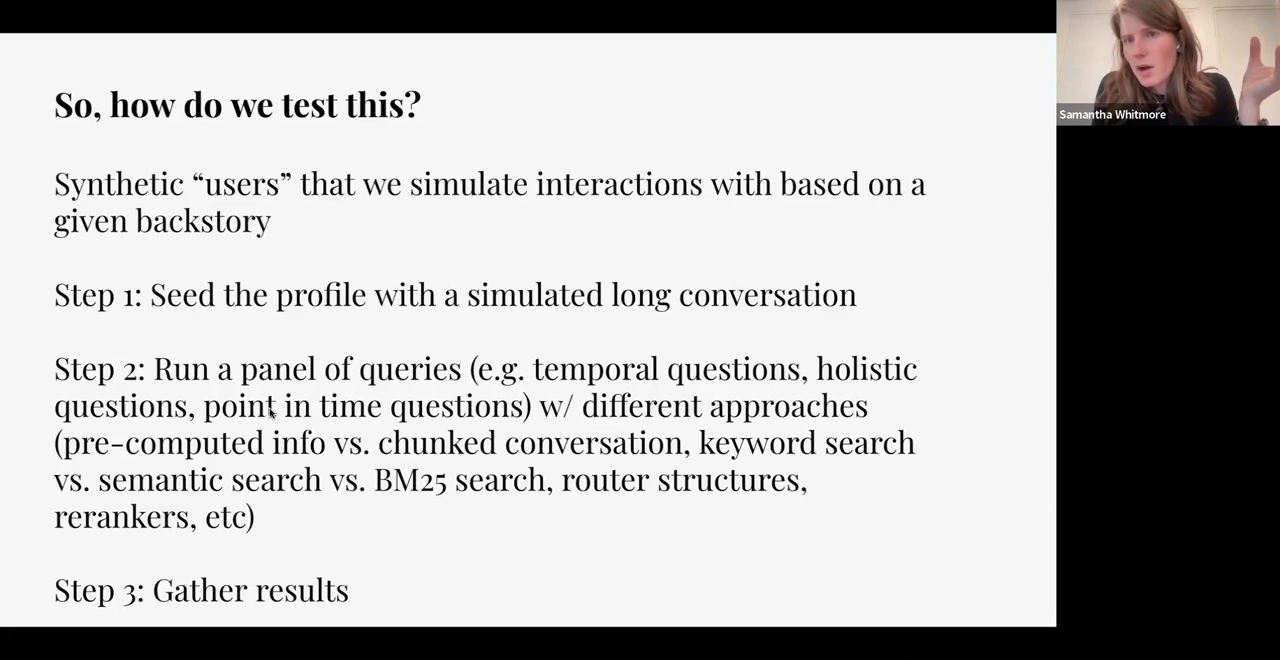 So, how do we test this?
Synthetic “users” that we simulate interactions with based on a
given backstory
Step 1: Seed the profile with a simulated long conversation
Step 2: Run a panel of queries (e.g. temporal questions, holistic
questions, point in time questions) w/ different approaches
(pre-computed info vs. chunked conversation, keyword search
vs. semantic search vs. BM25 search, router structures,
rerankers, etc)
Step 3: Gather results
Samantha Whitmore